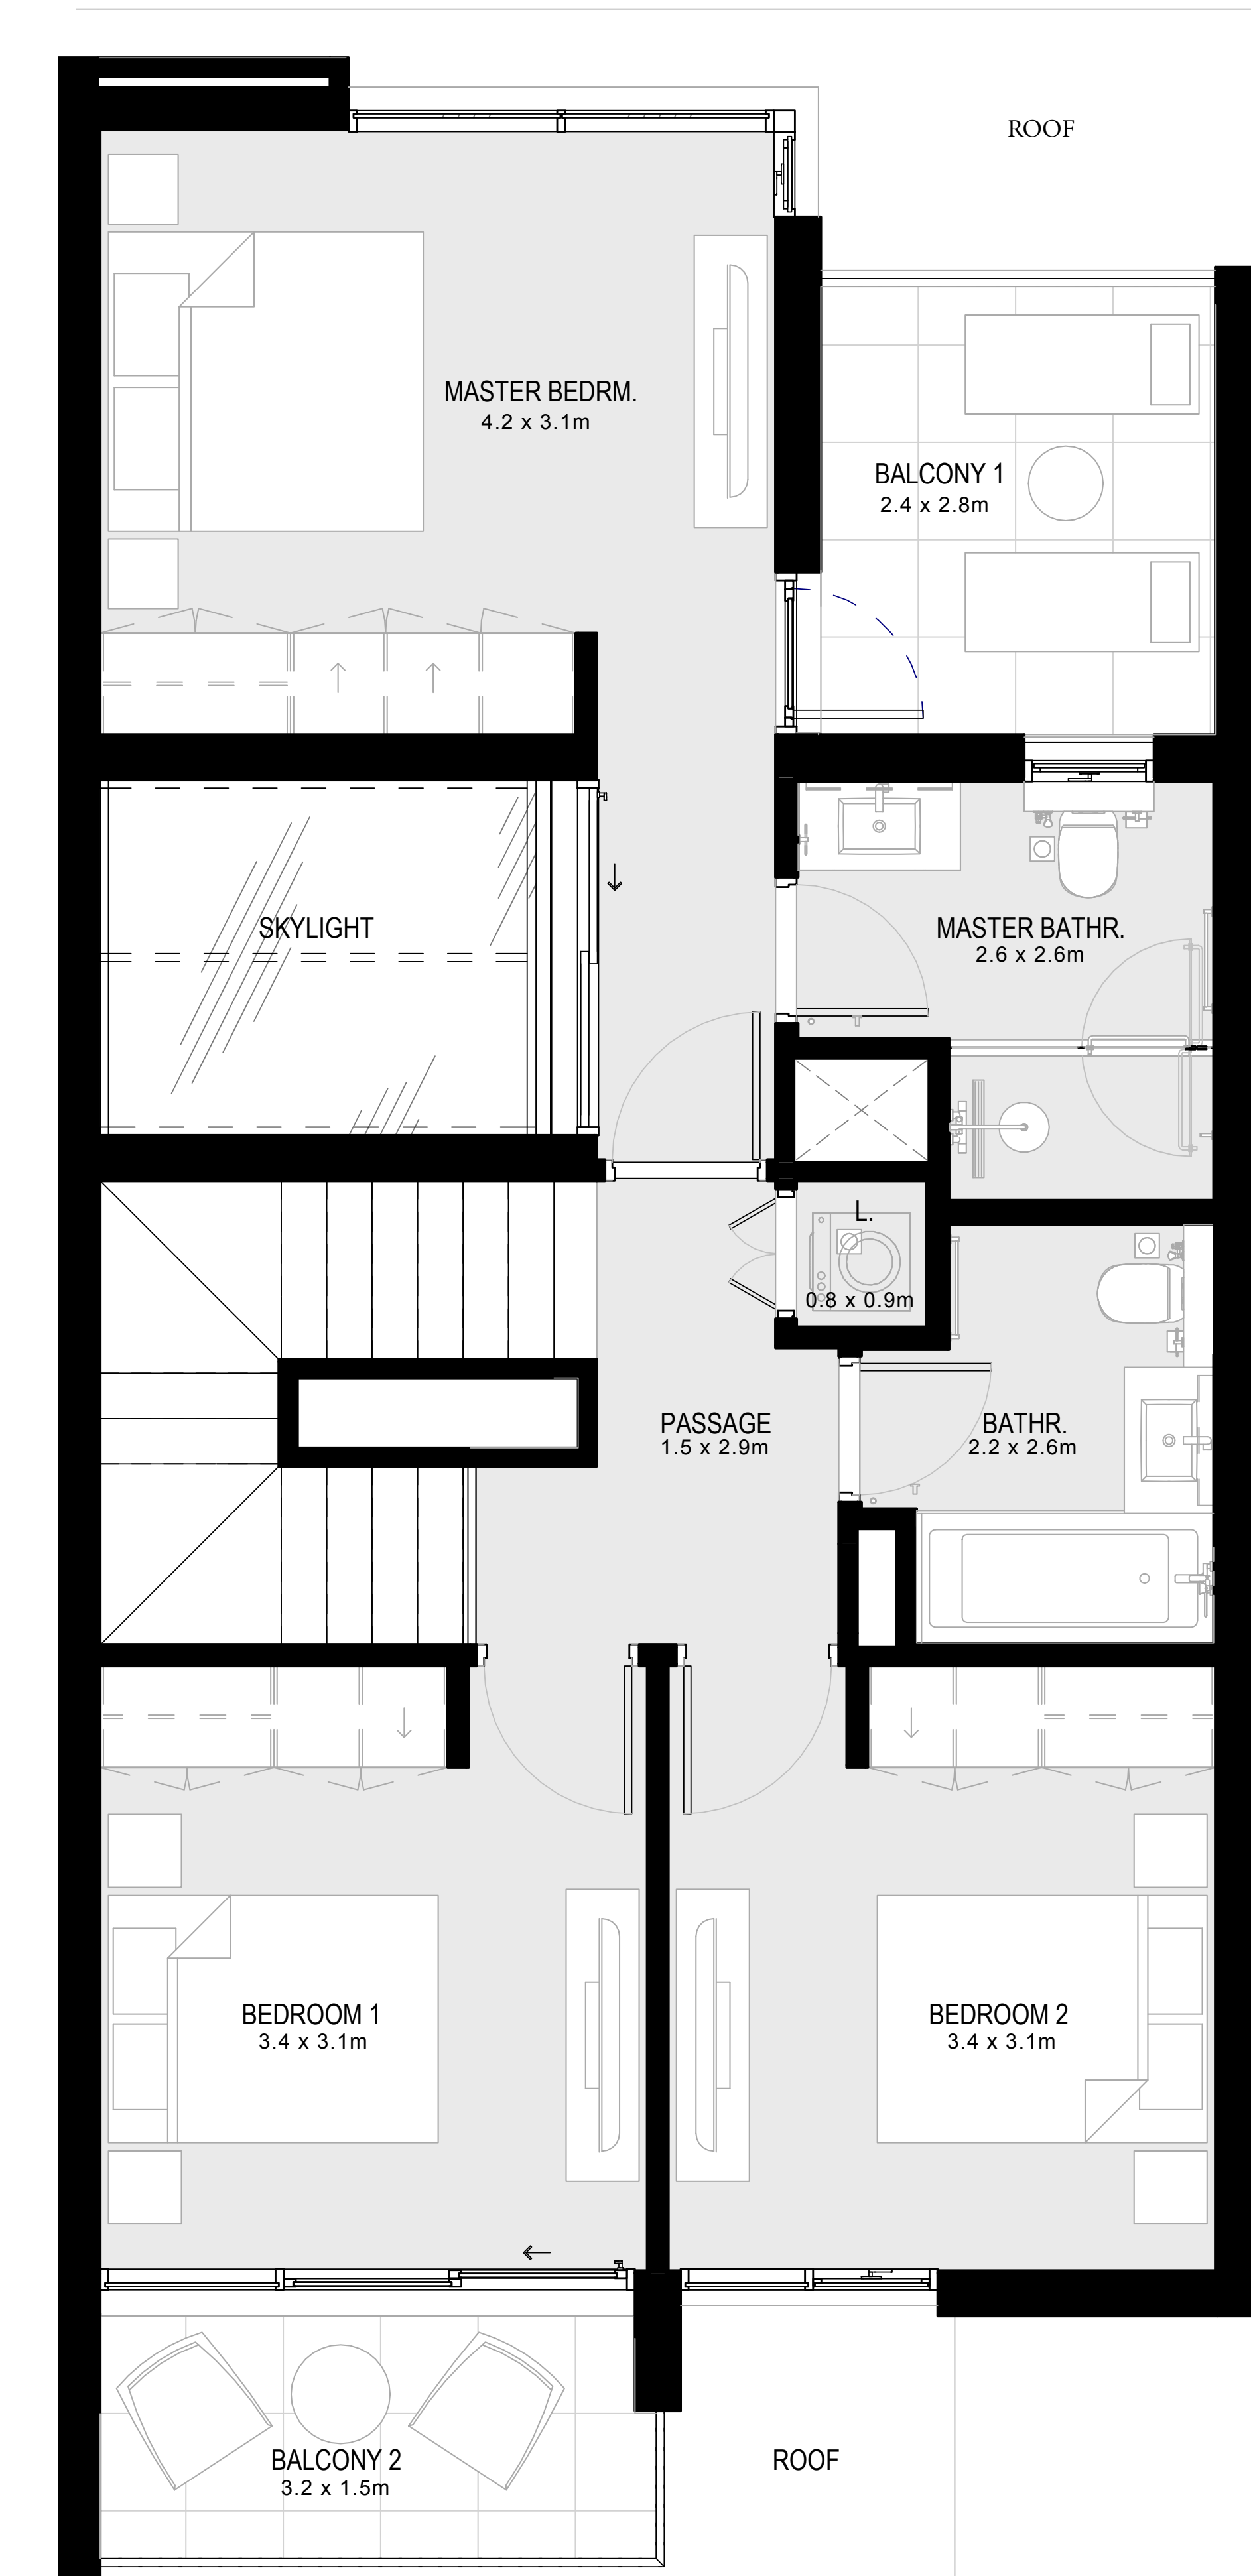 ROOF
MASTER BEDRM.
4.2 x 3.1m
BALCONY 1
2.4 x 2.8m
SKYLIGHT
MASTER BATHR.
2.6 x 2.6m
L.
0.8 x 0.9m
PASSAGE
1.5 x 2.9m
BATHR.
2.2 x 2.6m
BEDROOM 1
3.4 x 3.1m
BEDROOM 2
3.4 x 3.1m
BALCONY 2
3.2 x 1.5m
ROOF